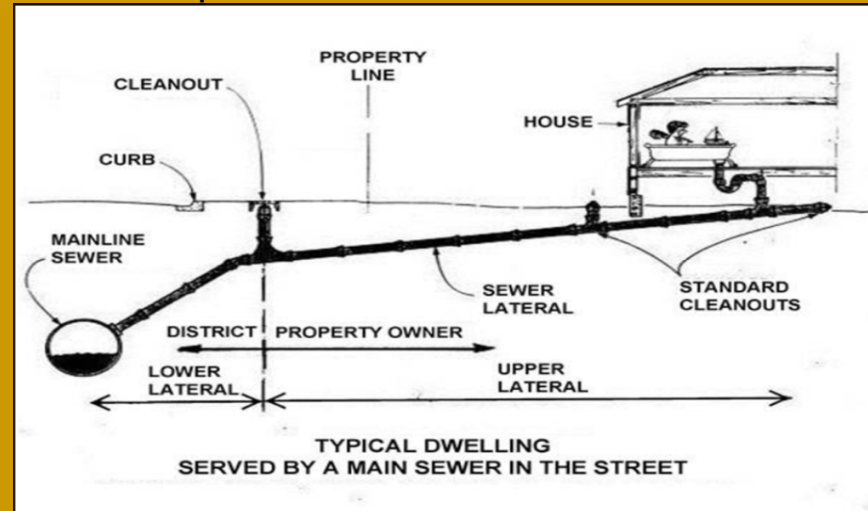 PROPERTY
LINE
CLEANOUT
HOUSE
CURB
MAINLINE
SEWER
SEWER
LATERAL
STANDARD
CLEANOUTS
DISTRICT
PROPERTY OWNER
LOWER
LATERAL
UPPER
LATERAL
TYPICAL DWELLING
SERVED BY A MAIN SEWER IN THE STREET